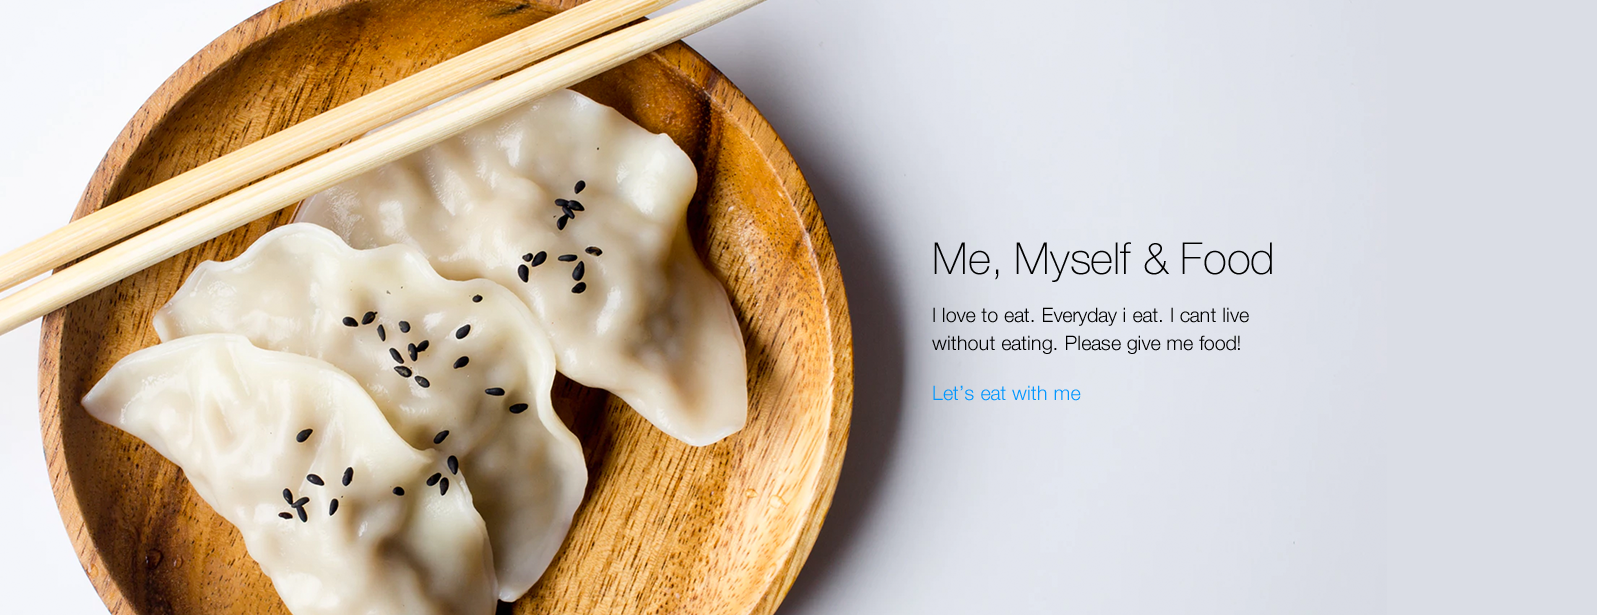 Me, Myself & Food
I love to eat. Everyday i eat. I cant live
without eating. Please give me food!
Let's eat with me